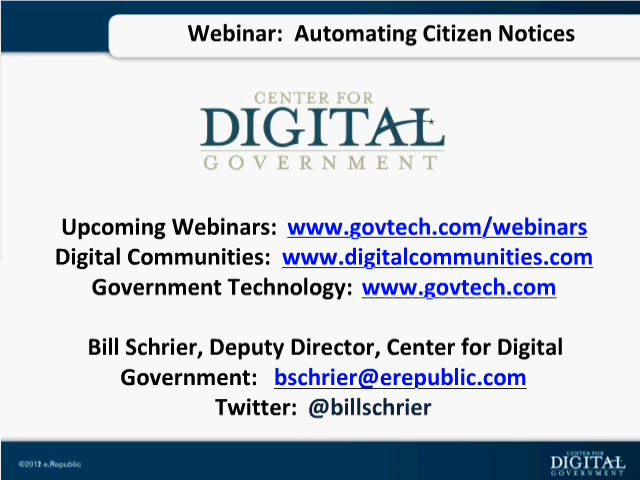 Webinar:  Automating Citizen Notices
CENTER FOR
DIGITAL
GOVERNMENT
Upcoming Webinars:  www.govtech.com/webinars
Digital Communities:  www.digitalcommunities.com
Government Technology:  www.govtech.com
Bill Schrier, Deputy Director, Center for Digital
Government:   bschrier@erepublic.com
Twitter:  @billschrier
©2012 e.Republic
CENTER FOR
DIGITAL
GOVERNMENT